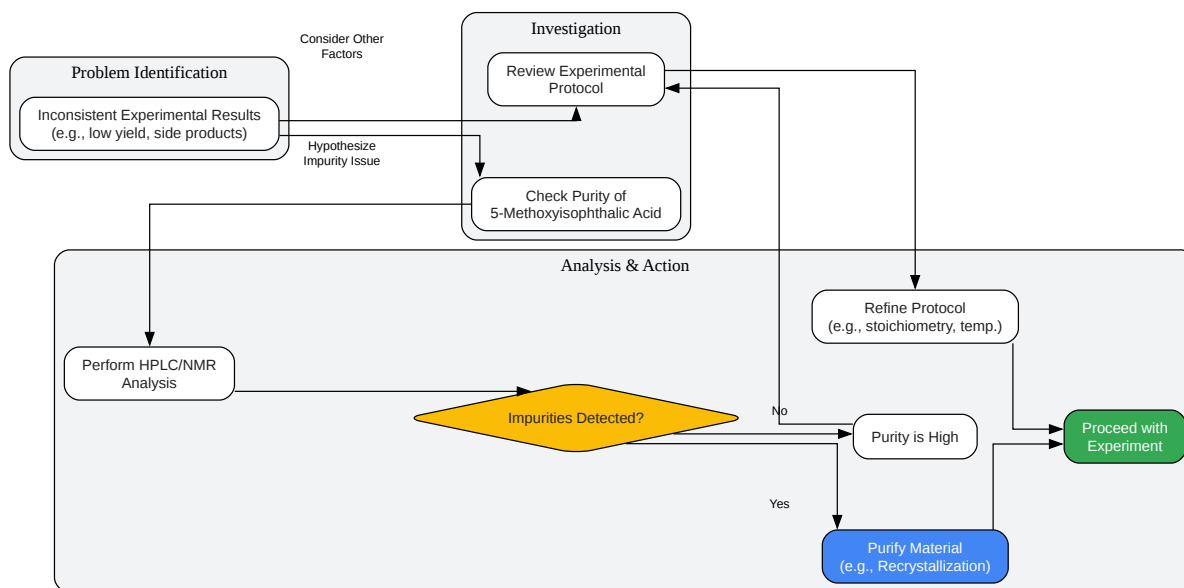 Consider Other
Factors
Investigation
Problem Identification
Review Experimental
Protocol
Inconsistent Experimental Results
(e.g., low yield, side products)
Hypothesize
Impurity Issue
Check Purity of
5-Methoxyisophthalic Acid
Analysis & Action
Refine Protocol
(e.g., stoichiometry, temp.)
Perform HPLC/NMR
Analysis
Impurities Detected?
No
Purity is High
Proceed with
Experiment
Yes
Purify Material
(e.g., Recrystallization)